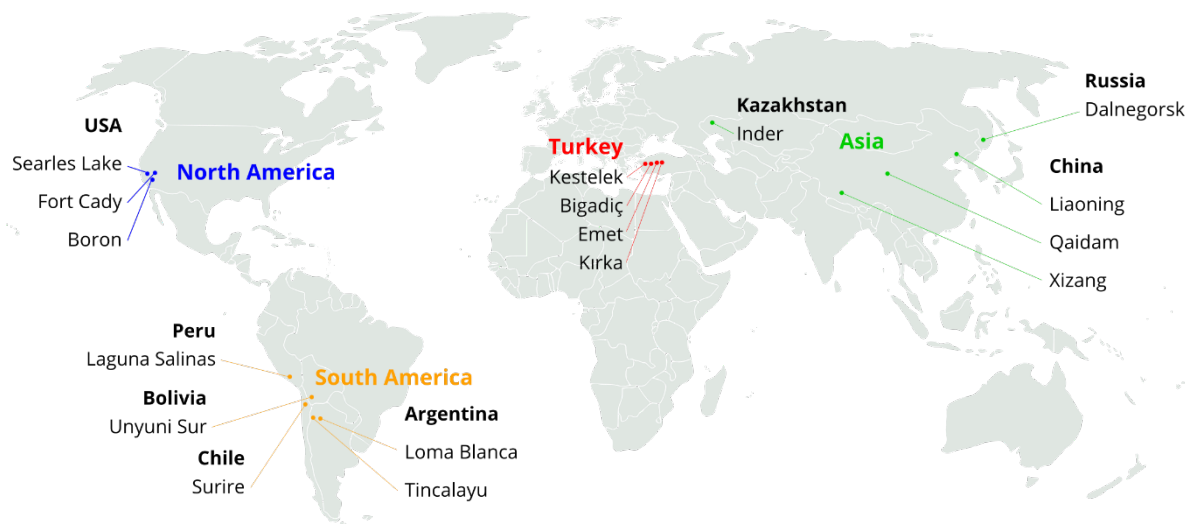 USA
Searles Lake
Fort Cady
Boron
North America
Peru
Laguna Salinas
Bolivia
Unyuni Sur
Chile
Surire
South America
Argentina
Loma Blanca
Tincalayu
Turkey
Kestelek
Bigadiç
Emet
Kırka
Kazakhstan
Inder
Asia
Russia
Dalnegorsk
China
Liaoning
Qaidam
Xizang